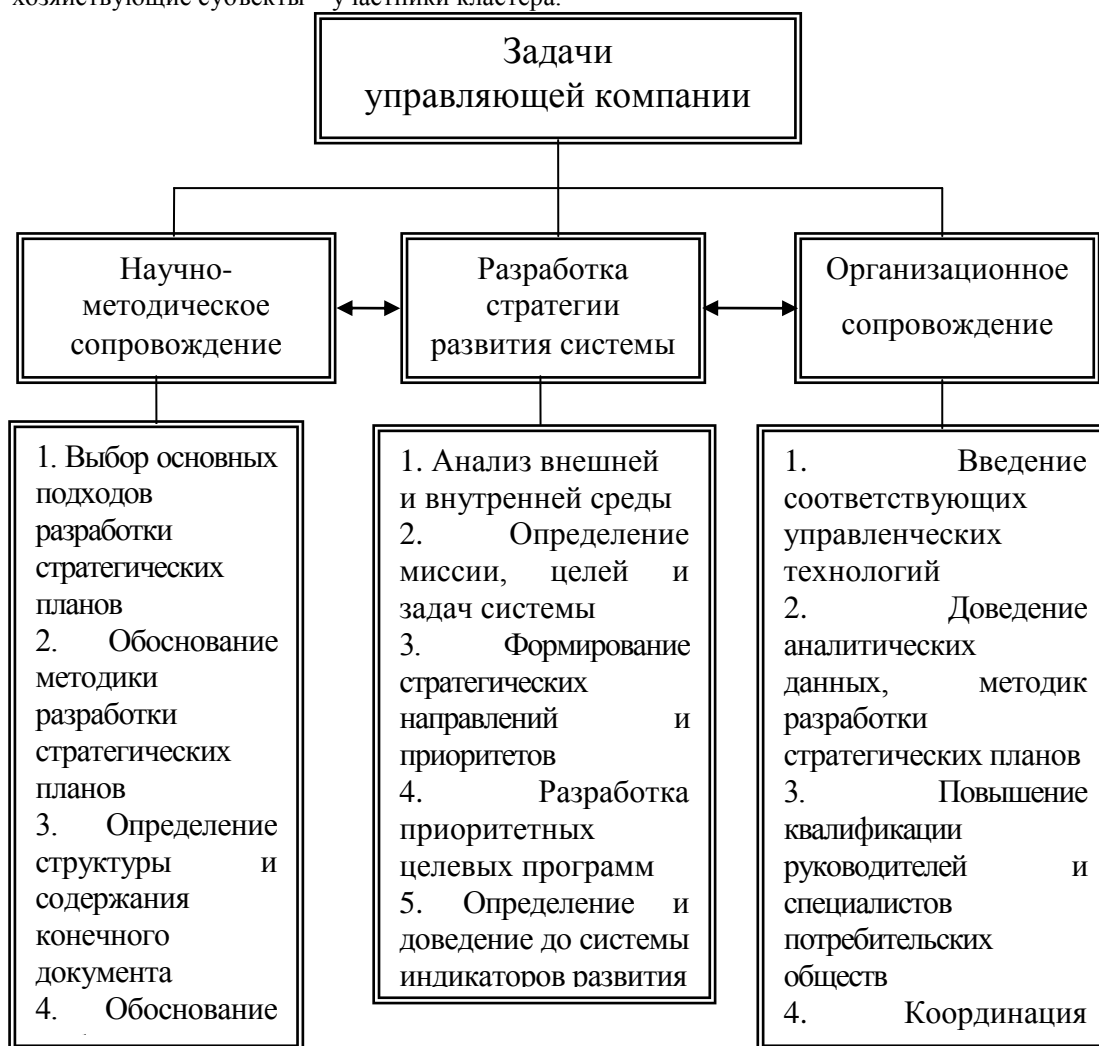 хозяйствующие субъекты – участники кластера.
Задачи
управляющей компании
Научно-
методическое
сопровождение
Разработка
стратегии
развития системы
Организационное
сопровождение
1. Выбор основных
подходов
разработки
стратегических
планов
2. Обоснование
методики
разработки
стратегических
планов
3. Определение
структуры и
содержания
конечного
документа
4. Обоснование
1. Анализ внешней
и внутренней среды
2. Определение
миссии, целей и
задач системы
3. Формирование
стратегических
направлений и
приоритетов
4. Разработка
приоритетных
целевых программ
5. Определение и
доведение до системы
индикаторов развития
1. Введение
соответствующих
управленческих
технологий
2. Доведение
аналитических
данных, методик
разработки
стратегических планов
3. Повышение
квалификации
руководителей и
специалистов
потребительских
обществ
4. Координация